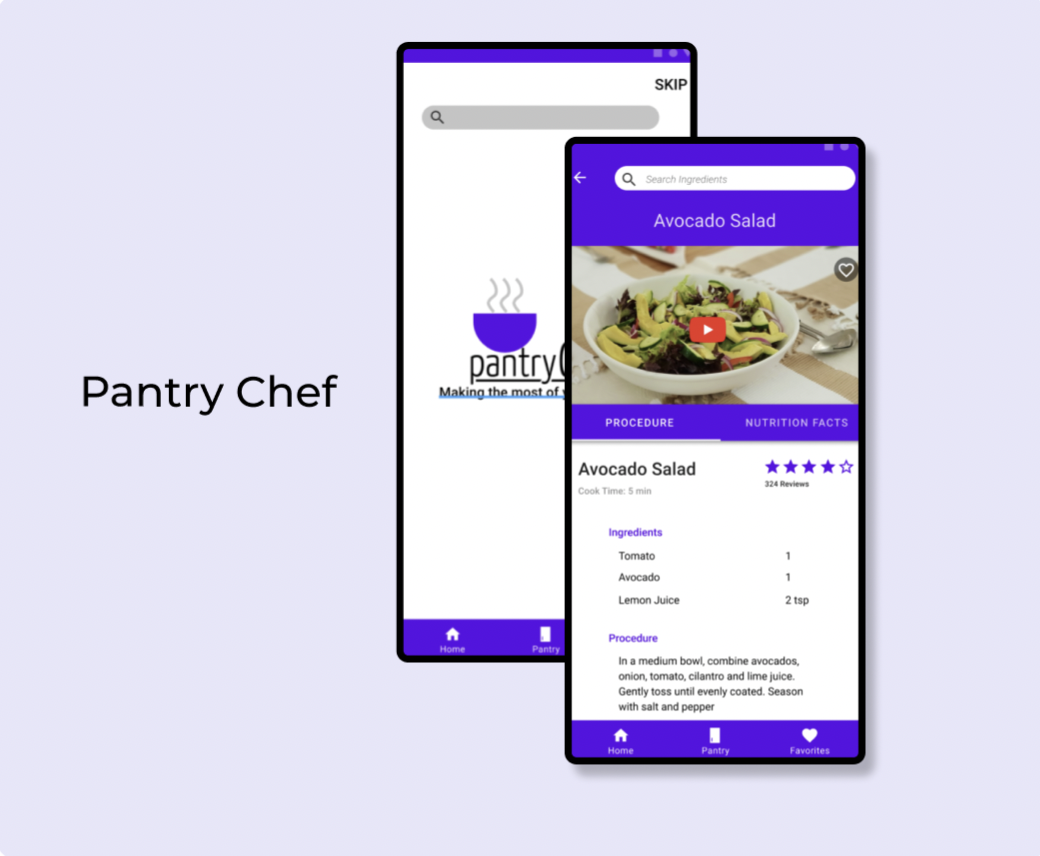 Pantry Chef
SKIP
pantry
Making the most of
Home
Pantry
Search Ingredients
Avocado Salad
PROCEDURE
NUTRITION FACTS
Avocado Salad
Cook Time: 5 min
324 Reviews
Ingredients
Tomato 1
Avocado 1
Lemon Juice 2 tsp
Procedure
In a medium bowl, combine avocados,
onion, tomato, cilantro and lime juice.
Gently toss until evenly coated. Season
with salt and pepper
Home
Pantry
Favorites